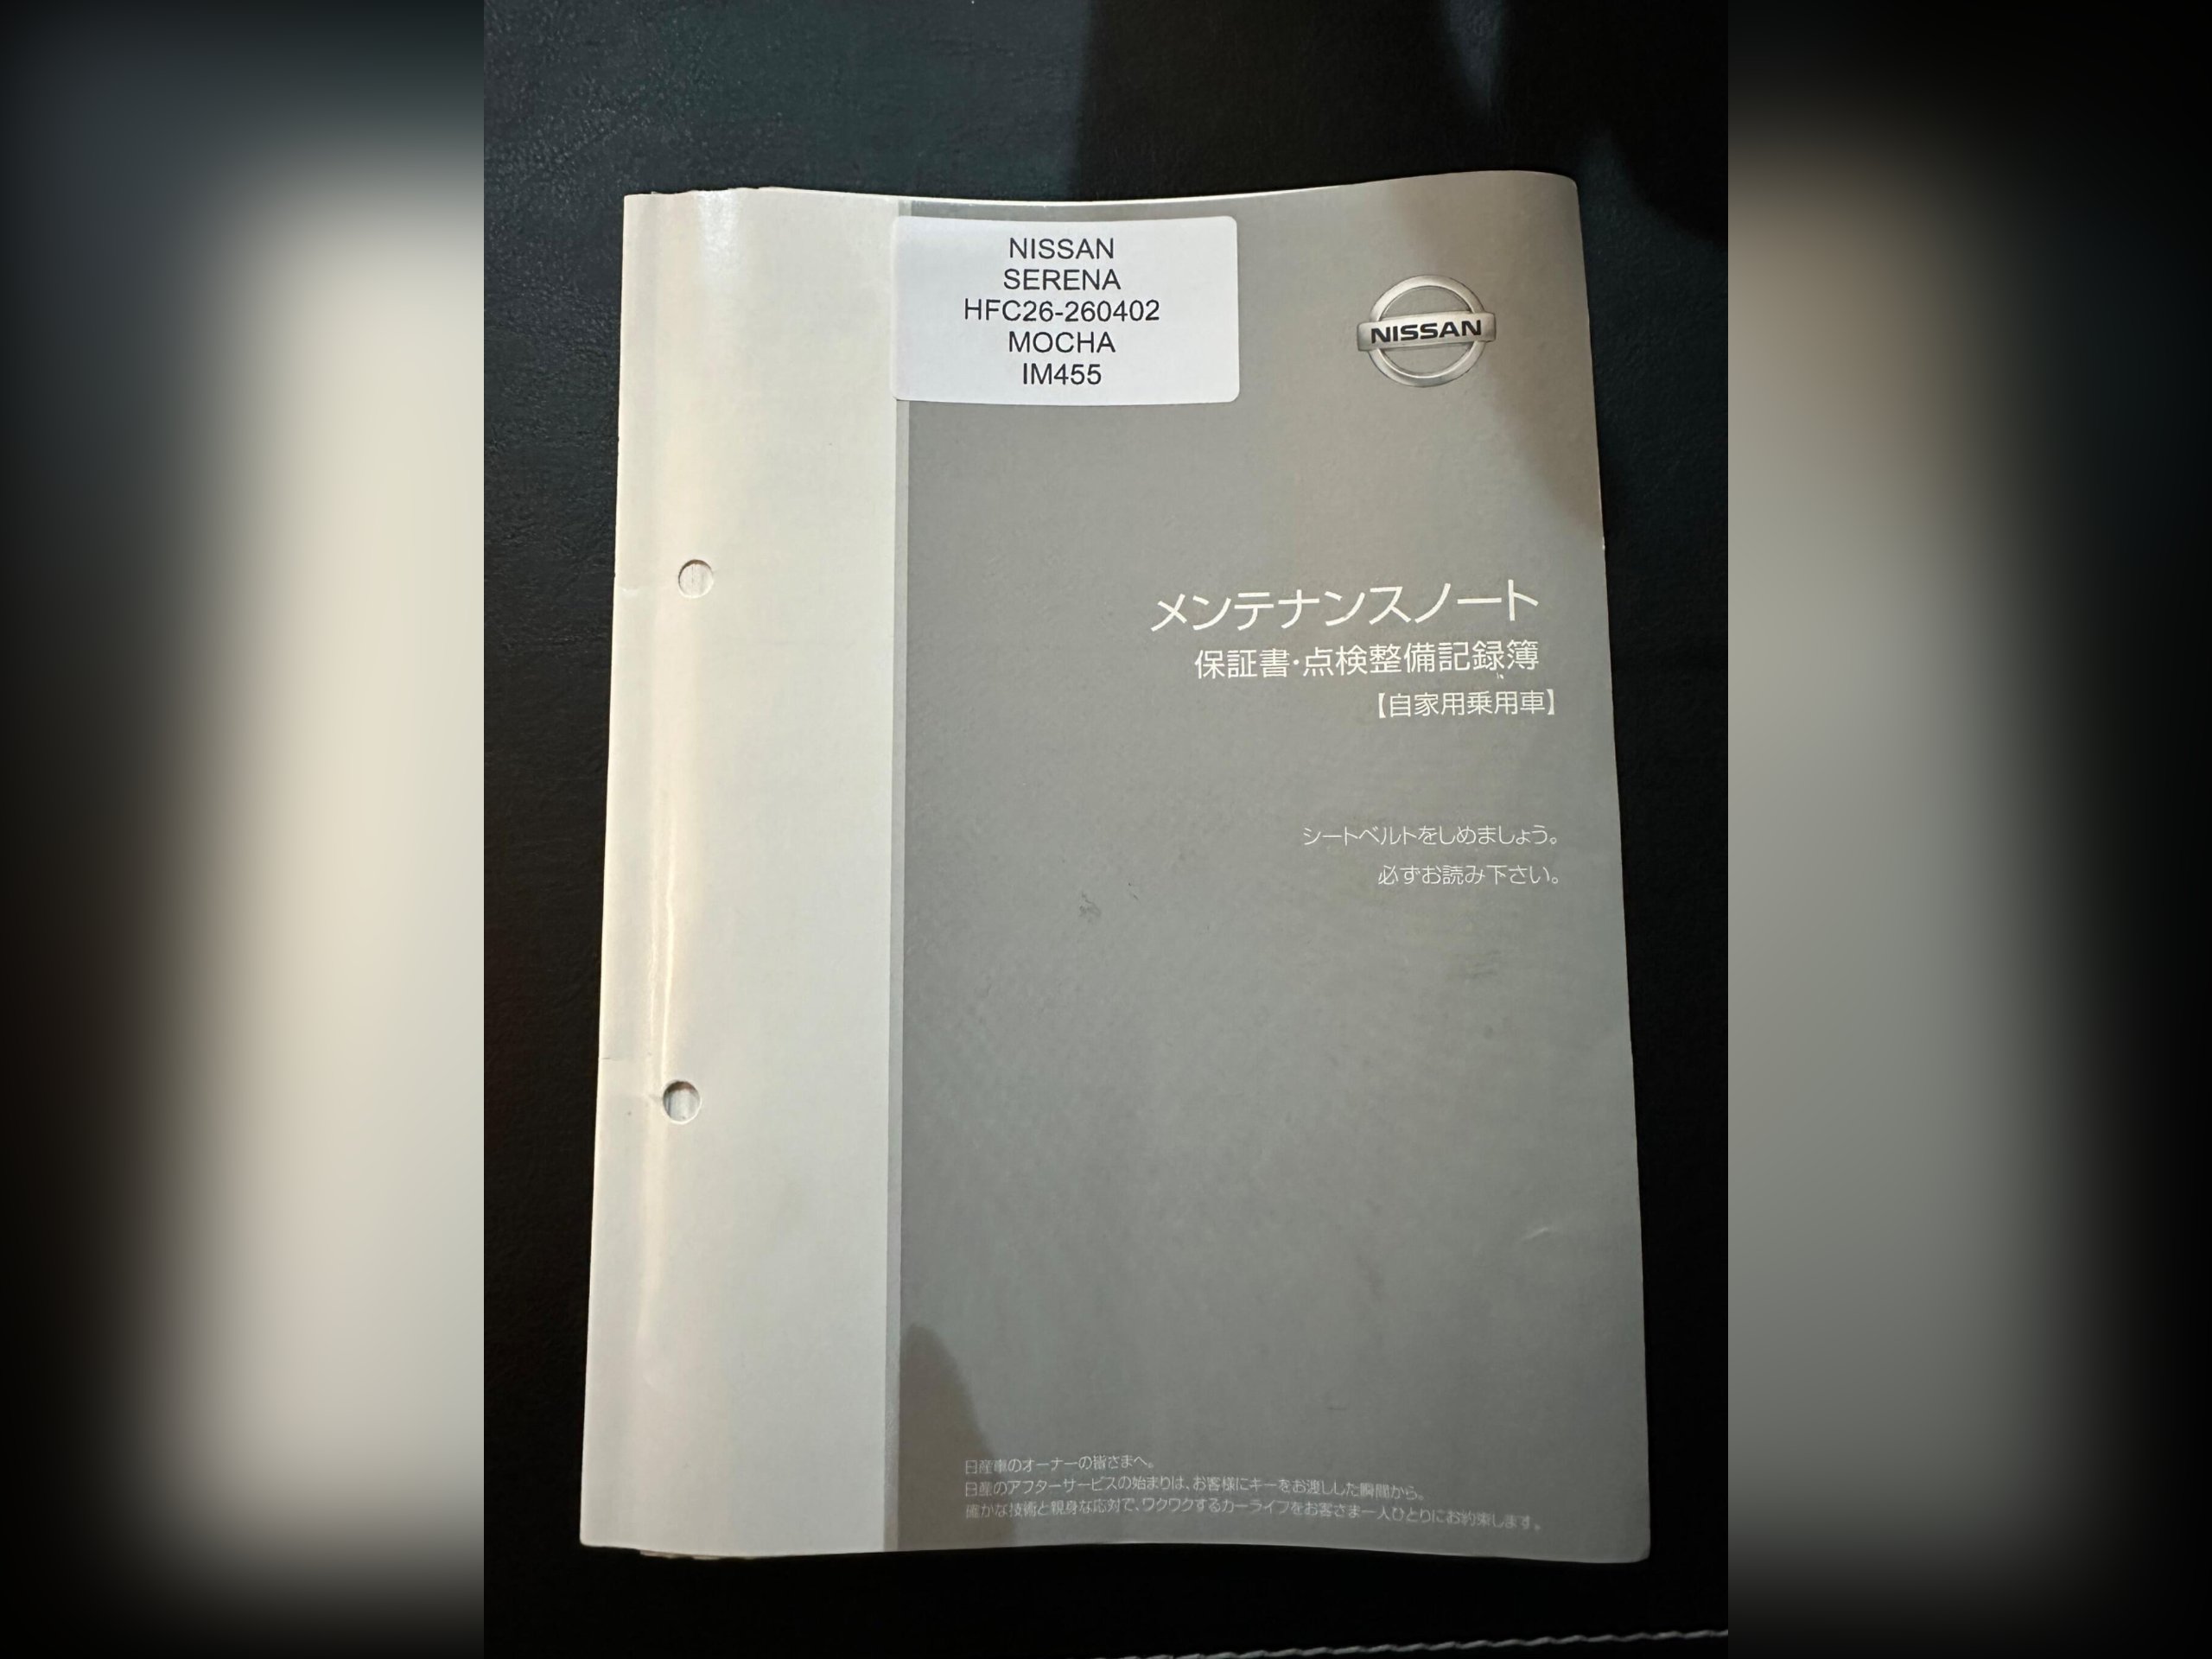 NISSAN
SERENA
HFC26-260402
MOCHA
IM455
NISSAN
メンテナンスノート
保証書・点検整備記録簿
【自家用乗用車】
シートベルトをしめましょう。
必ずお読み下さい。
日産車のオーナーの皆さまへ。
日産のアフターサービスの始まりは、お客様にキーをお渡しした瞬間から。
確かな技術と親身な応対で、ワクワクするカーライフをお客さま一人ひとりにお約束します。